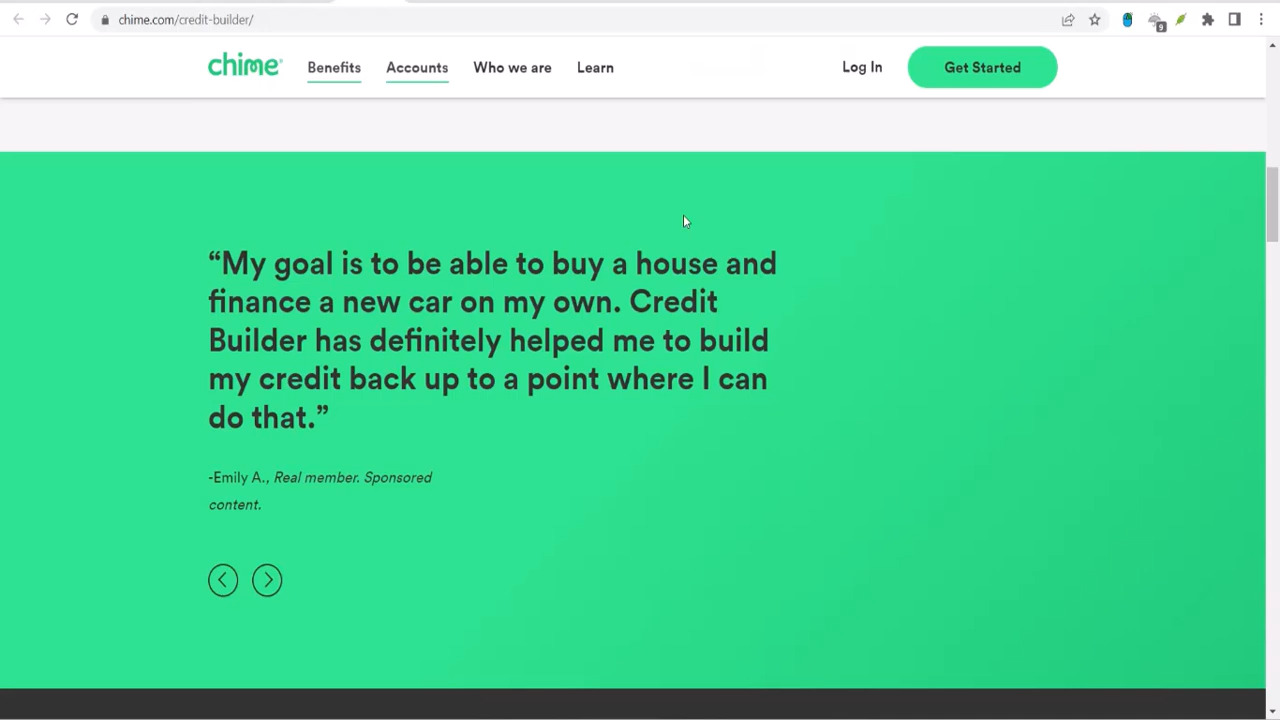 chime.com/credit-builder/
9
chime
Benefits
Accounts
Who we are
Learn
Log In
Get Started
“My goal is to be able to buy a house and
finance a new car on my own. Credit
Builder has definitely helped me to build
my credit back up to a point where I can
do that.”
-Emily A., Real member. Sponsored
content.